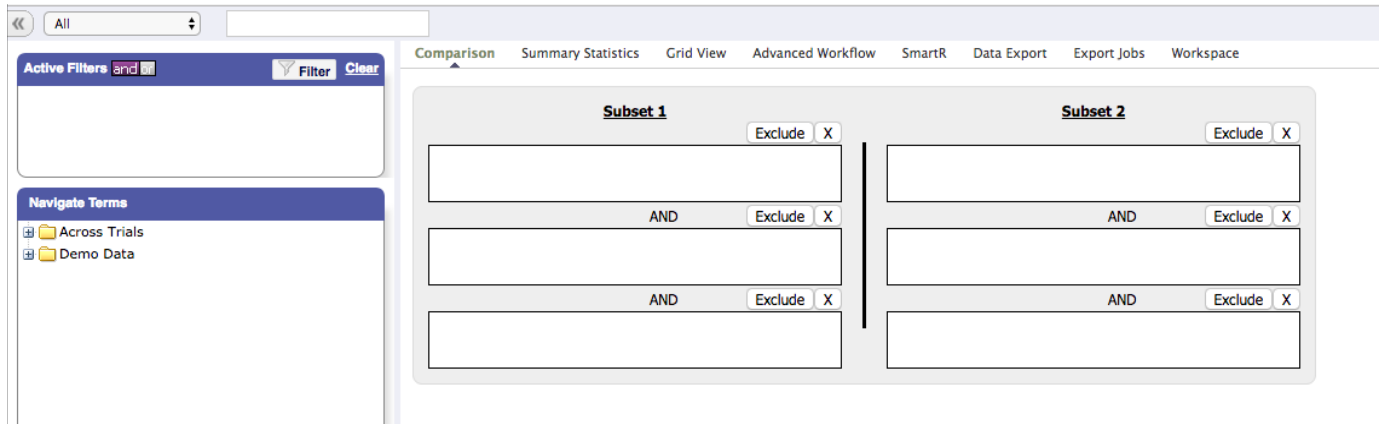 All
Comparison Summary Statistics Grid View Advanced Workflow SmartR Data Export Export Jobs Workspace
Active Filters and or Filter Clear
Navigate Terms
Across Trials
Demo Data
Subset 1
Exclude X
AND Exclude X
AND Exclude X
Subset 2
Exclude X
AND Exclude X
AND Exclude X